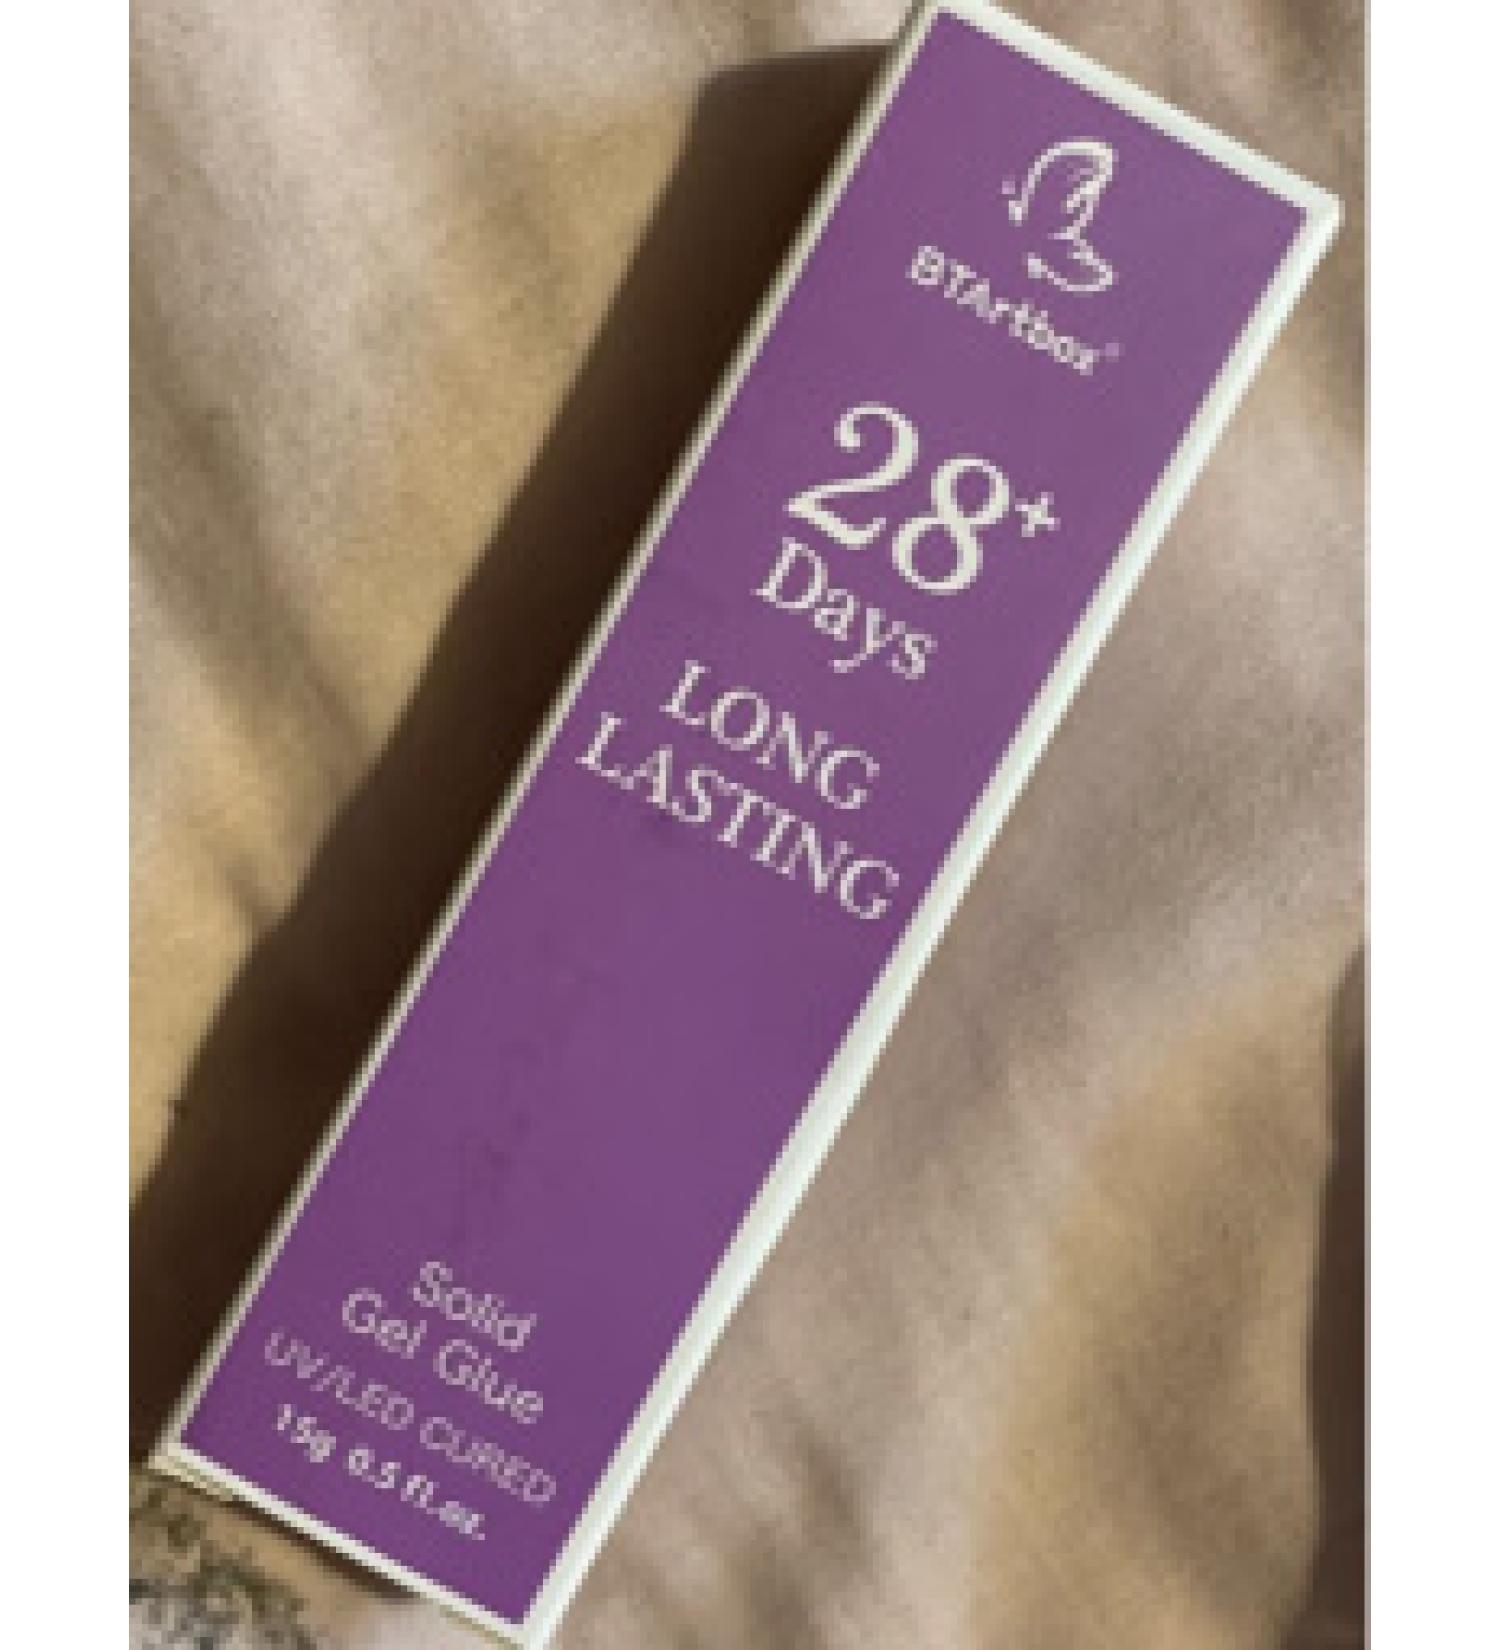 BTArtbox®
28+
Days
LONG
LASTING
Solid
Gel Glue
UV/LED CURED
15g 0.5 fl.oz.